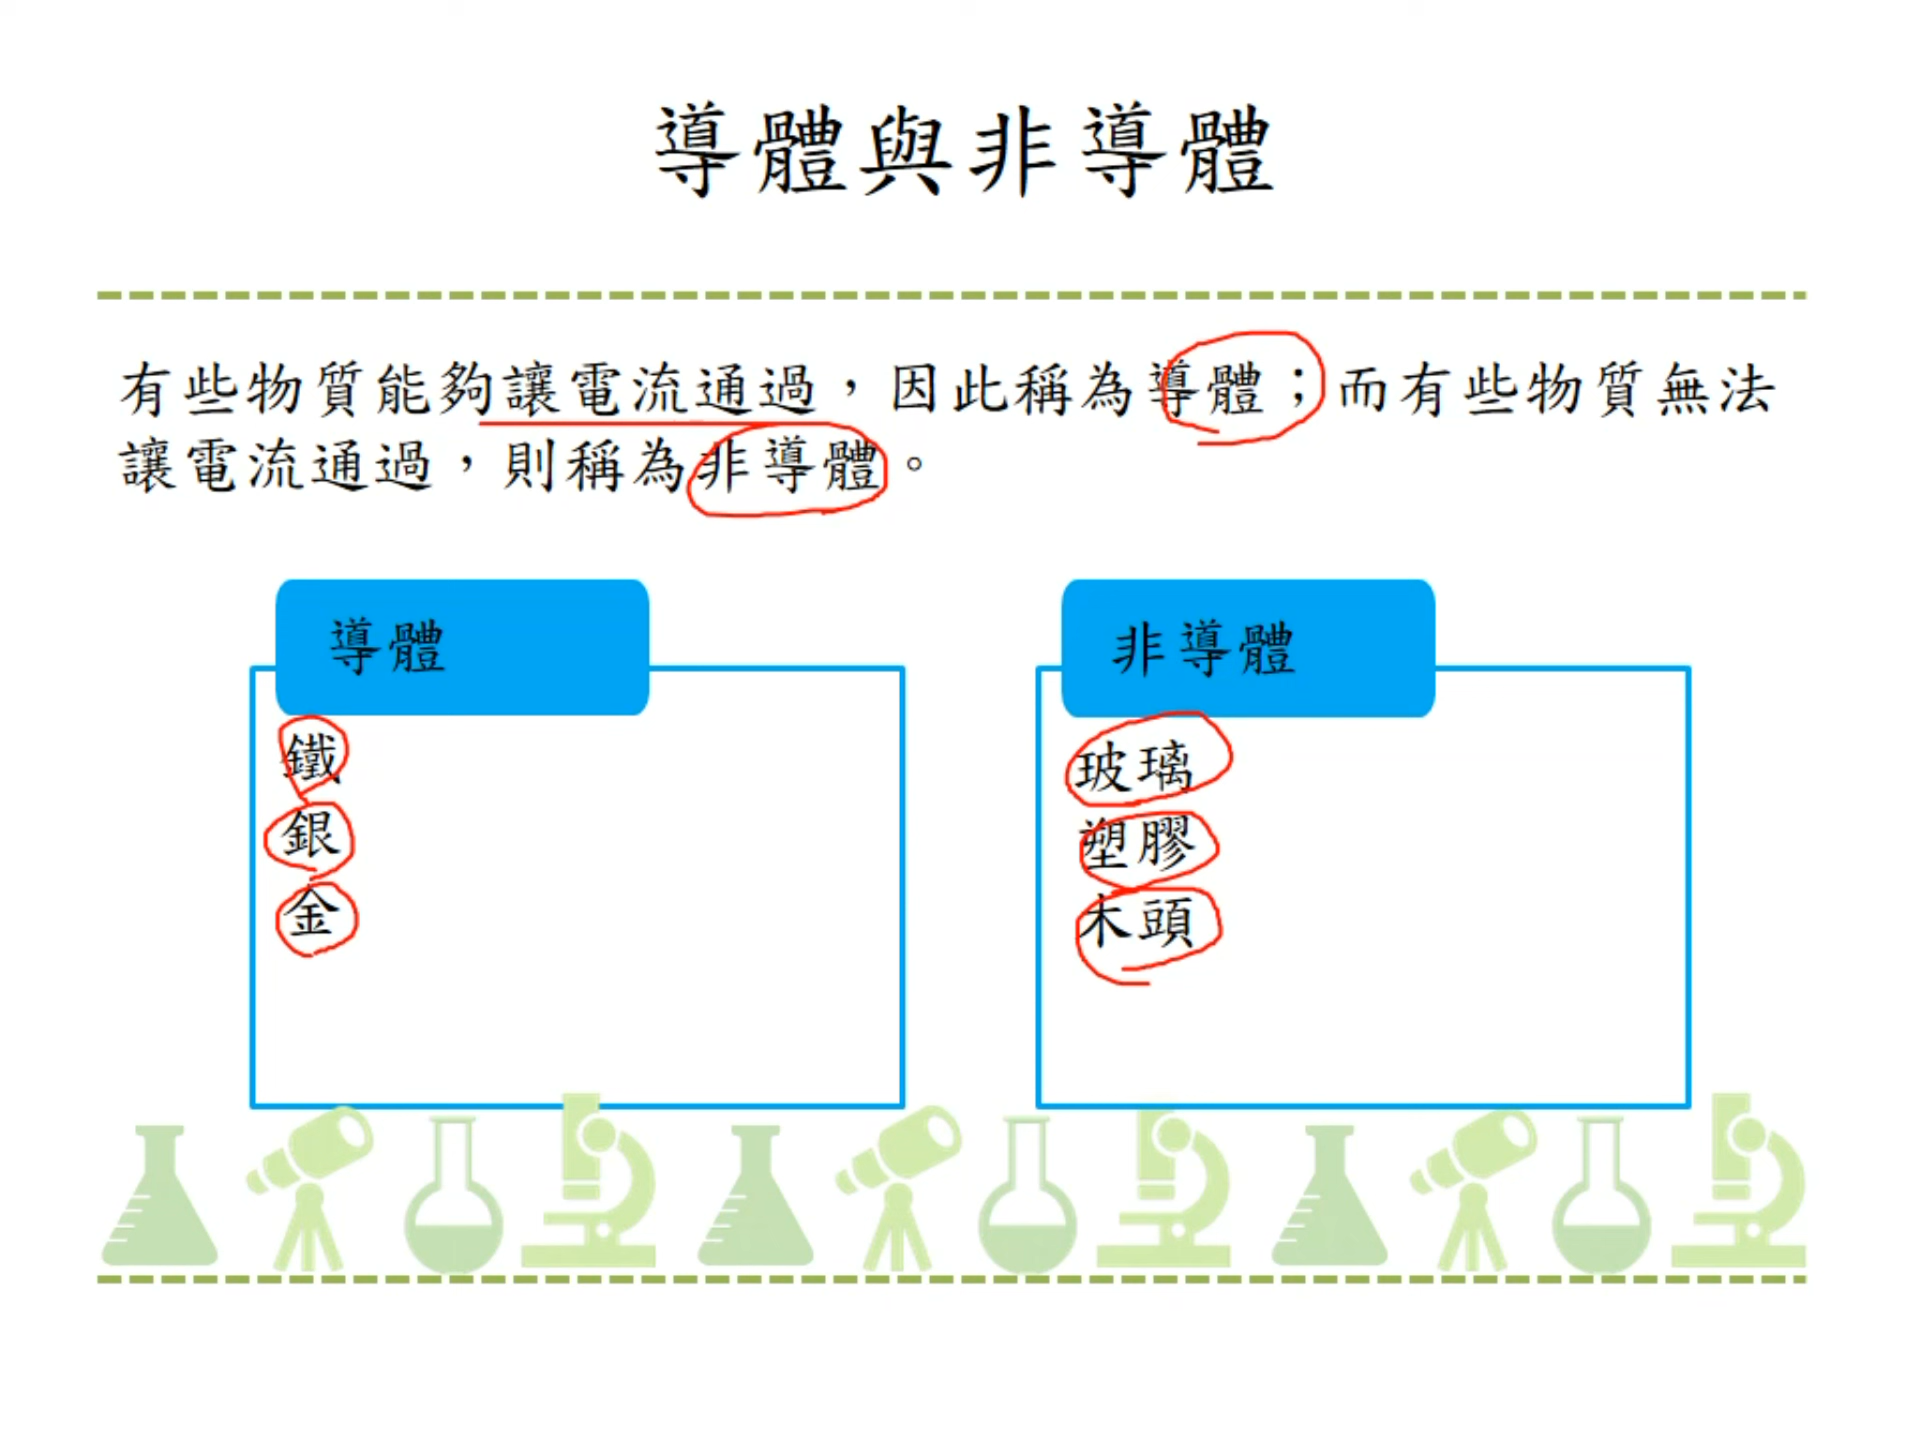 導體與非導體
有些物質能夠讓電流通過，因此稱為導體；而有些物質無法
讓電流通過，則稱為非導體。
導體
鐵
銀
金
非導體
玻璃
塑膠
木頭